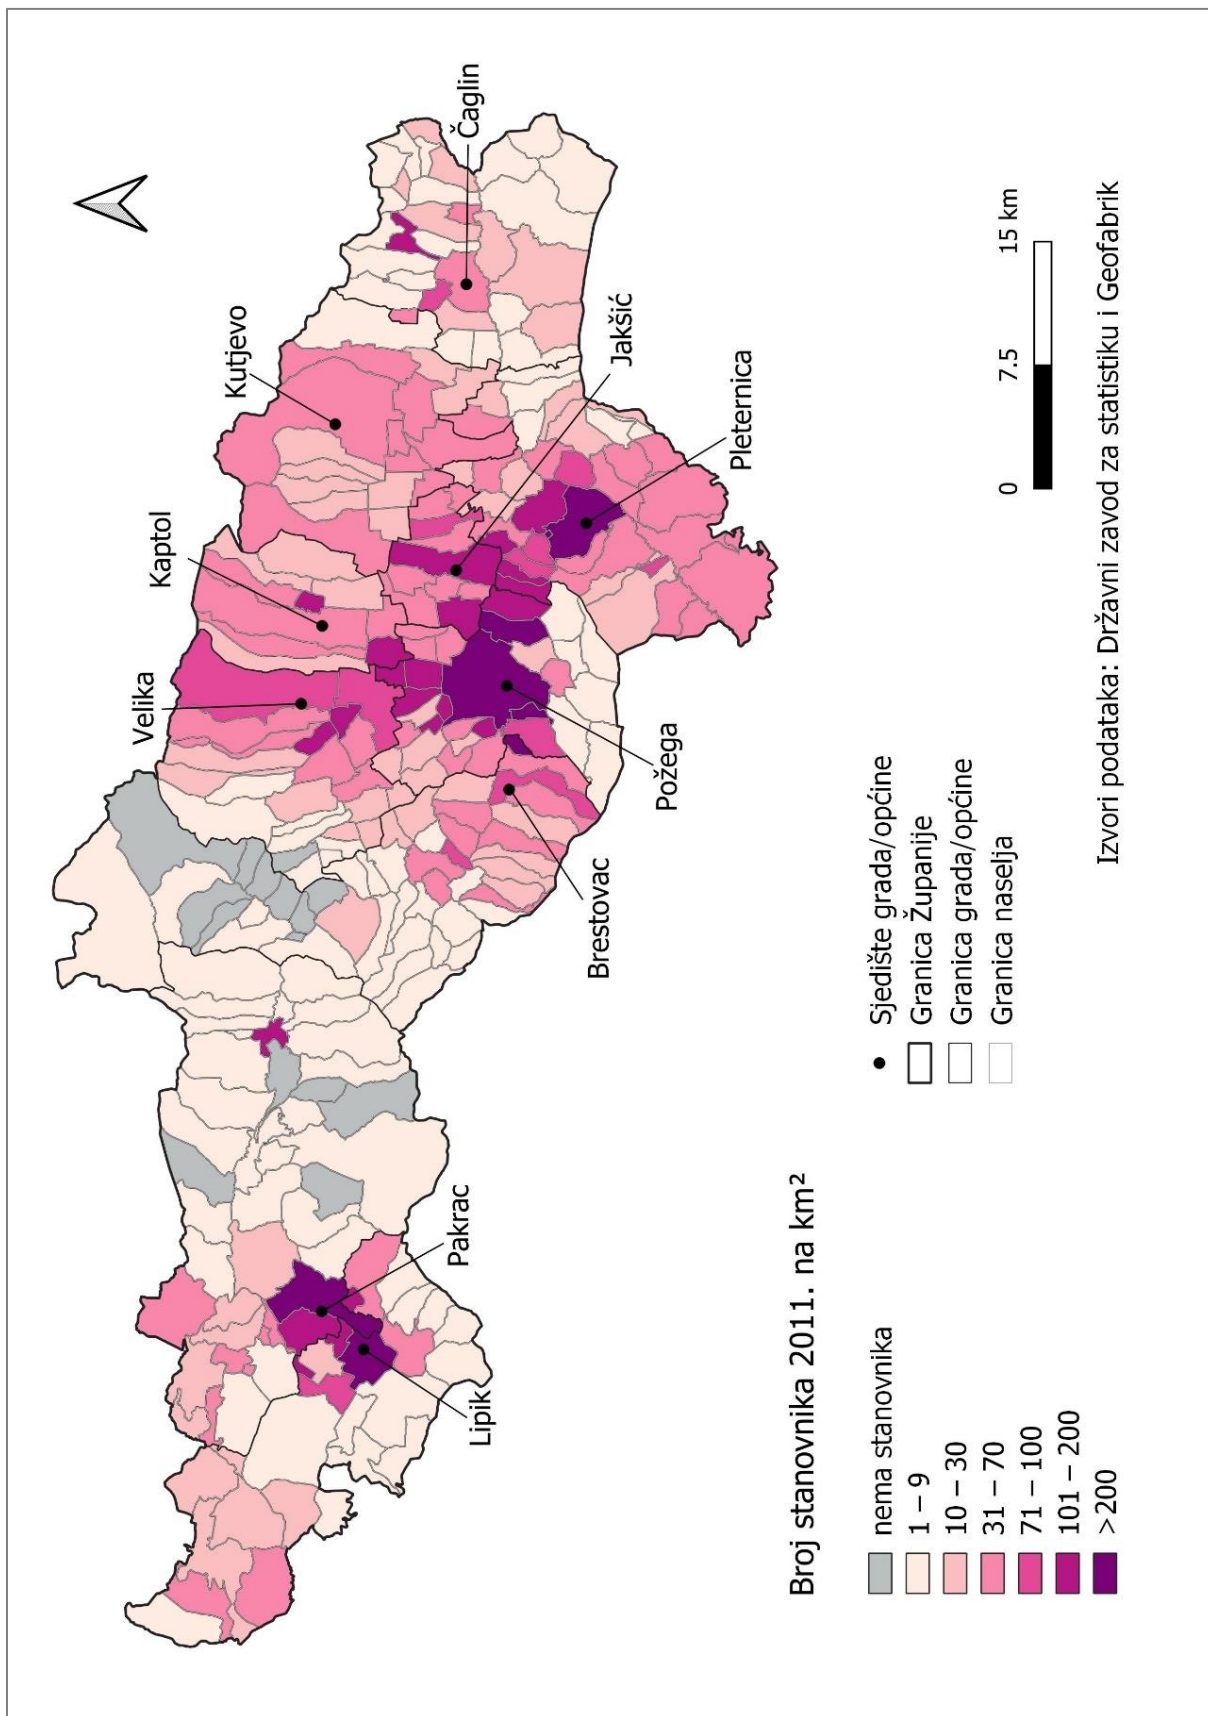 Čaglin
Kutjevo
Jakšić
Kaptol
Pleternica
Velika
Požega
Brestovac
Pakrac
Lipik
Broj stanovnika 2011. na km²
nema stanovnika
1 – 9
10 – 30
31 – 70
71 – 100
101 – 200
>200
Sjedište grada/općine
Granica Županije
Granica grada/općine
Granica naselja
0 7.5 15 km
Izvori podataka: Državni zavod za statistiku i Geofabrik